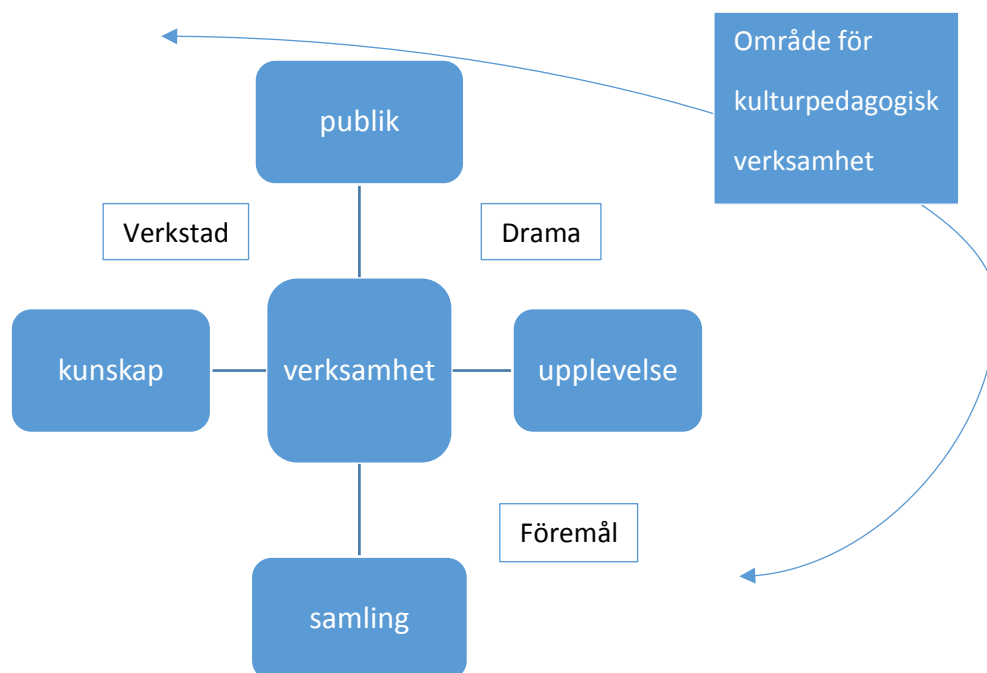 Område för
kulturpedagogisk
verksamhet
publik
Verkstad
Drama
kunskap
verksamhet
upplevelse
Föremål
samling